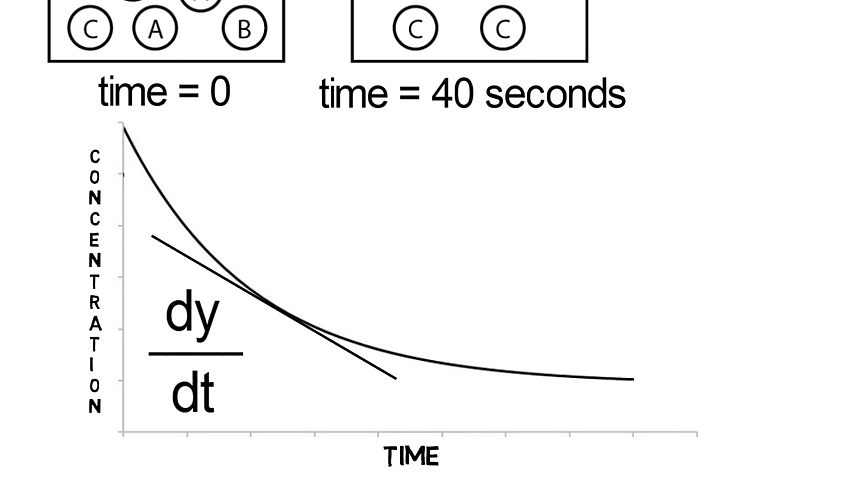 C A B C C
time = 0 time = 40 seconds
CONCENTRATION
dy
dt
TIME